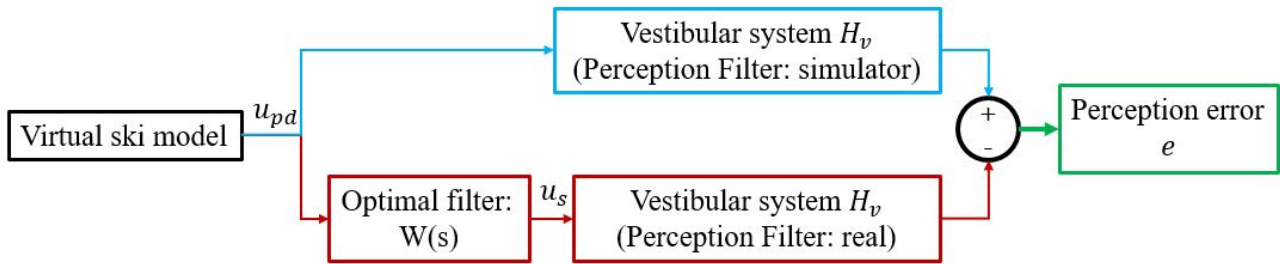 Vestibular system H_v
(Perception Filter: simulator)
u_pd
Virtual ski model
+
-
Perception error
e
Optimal filter:
W(s)
u_s
Vestibular system H_v
(Perception Filter: real)